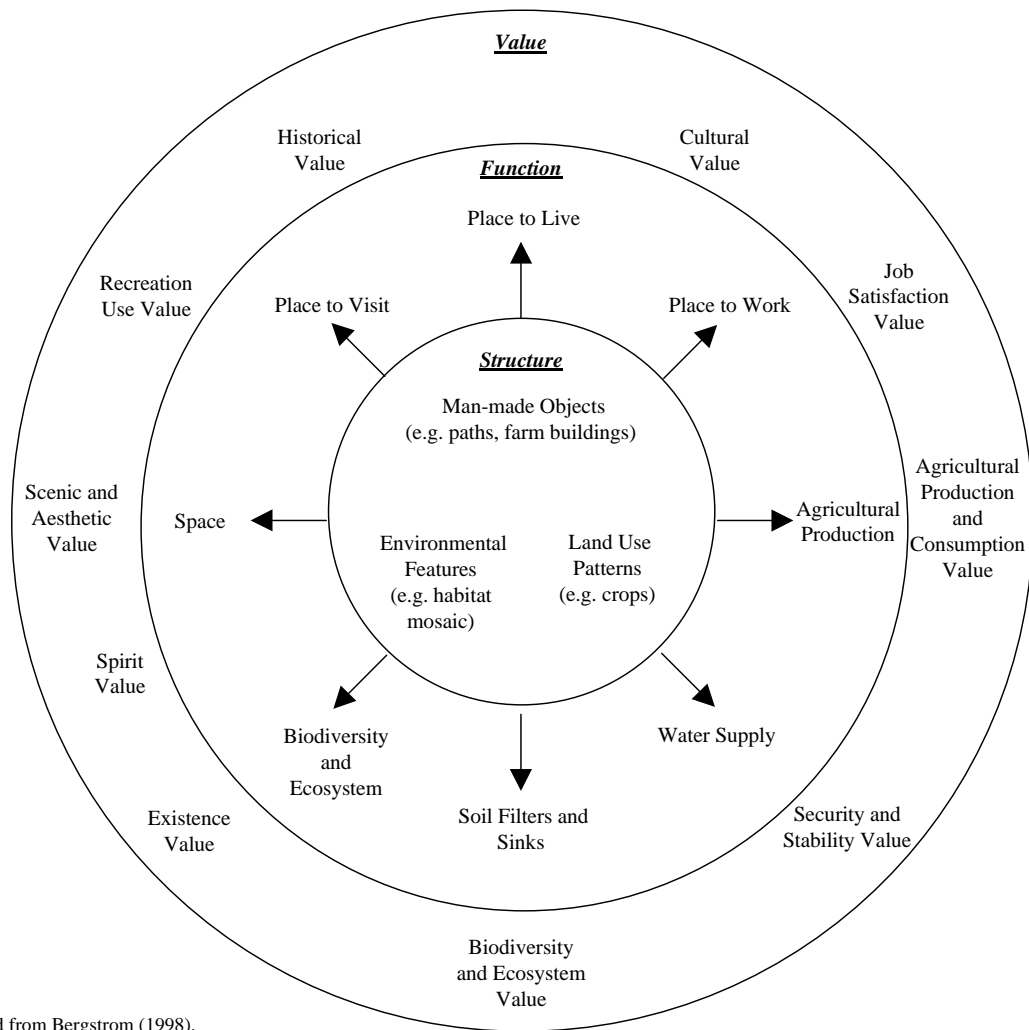 Value
Historical
Value
Cultural
Value
Function
Place to Live
Recreation
Use Value
Place to Visit
Place to Work
Job
Satisfaction
Value
Structure
Man-made Objects
(e.g. paths, farm buildings)
Scenic and
Aesthetic
Value
Space
Environmental
Features
(e.g. habitat
mosaic)
Land Use
Patterns
(e.g. crops)
Agricultural
Production
Agricultural
Production
and
Consumption
Value
Spirit
Value
Biodiversity
and
Ecosystem
Water Supply
Soil Filters and
Sinks
Existence
Value
Security and
Stability Value
Biodiversity
and Ecosystem
Value
from Bergstrom (1998).